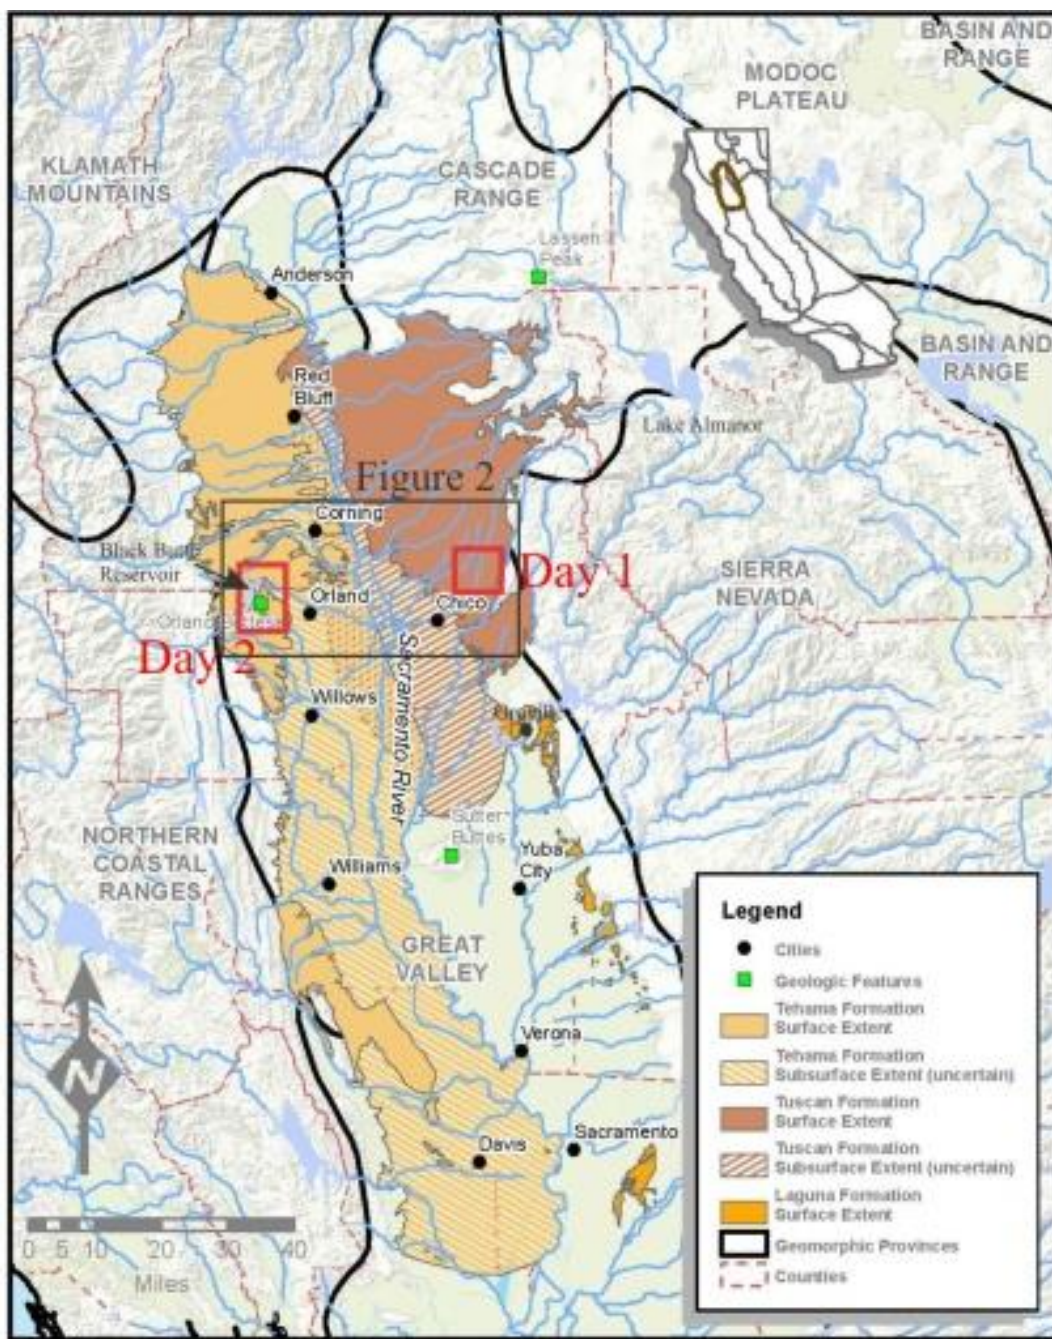 BASIN AND
RANGE
MODOC
PLATEAU
KLAMATH
MOUNTAINS
CASCADE
RANGE
Lassen
Peak
Anderson
BASIN AND
RANGE
Red
Bluff
Lake Almanor
Figure 2
Corning
Black Butte
Reservoir
Day 1
SIERRA
NEVADA
Orland
Chico
Orland
Day 2
Sacramento River
Willows
Sutter
Buttes
Yuba
City
NORTHERN
COASTAL
RANGES
Williams
GREAT
VALLEY
Verona
Davis
Sacramento
N
0 5 10 20 30 40
Miles
Legend
Cities
Geologic Features
Tehama Formation
Surface Extent
Tehama Formation
Subsurface Extent (uncertain)
Tuscan Formation
Surface Extent
Tuscan Formation
Subsurface Extent (uncertain)
Laguna Formation
Surface Extent
Geomorphic Provinces
Counties